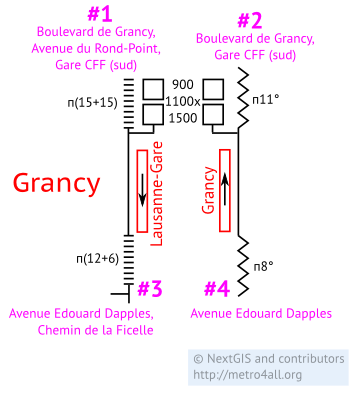 #1
Boulevard de Grancy,
Avenue du Rond-Point,
Gare CFF (sud)
#2
Boulevard de Grancy,
Gare CFF (sud)
п(15+15)
900
1100x
1500
п11°
Grancy
Lausanne-Gare
Grancy
п(12+6)
п8°
#3
Avenue Edouard Dapples,
Chemin de la Ficelle
#4
Avenue Edouard Dapples
© NextGIS and contributors
http://metro4all.org